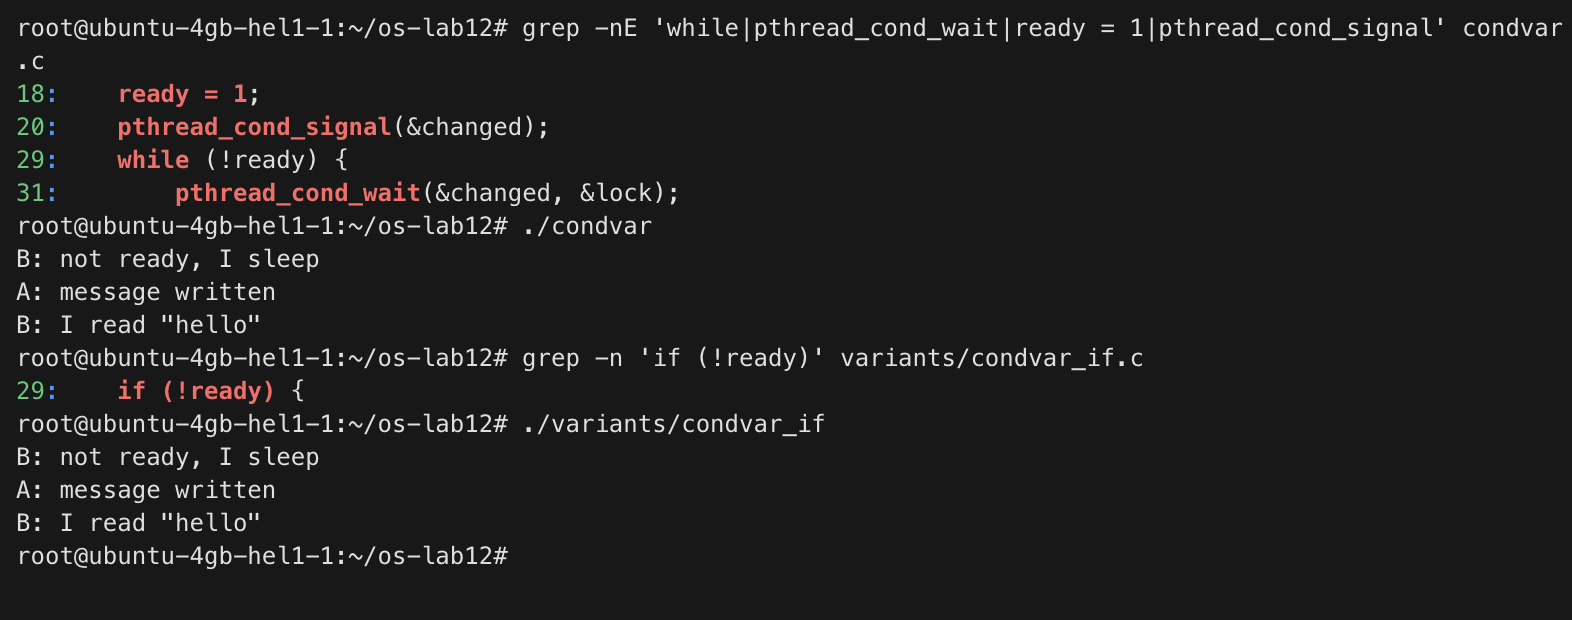 root@ubuntu-4gb-hel1-1:~/os-lab12# grep -nE 'while|pthread_cond_wait|ready = 1|pthread_cond_signal' condvar
.c
18:    ready = 1;
20:    pthread_cond_signal(&changed);
29:    while (!ready) {
31:        pthread_cond_wait(&changed, &lock);
root@ubuntu-4gb-hel1-1:~/os-lab12# ./condvar
B: not ready, I sleep
A: message written
B: I read "hello"
root@ubuntu-4gb-hel1-1:~/os-lab12# grep -n 'if (!ready)' variants/condvar_if.c
29:    if (!ready) {
root@ubuntu-4gb-hel1-1:~/os-lab12# ./variants/condvar_if
B: not ready, I sleep
A: message written
B: I read "hello"
root@ubuntu-4gb-hel1-1:~/os-lab12#